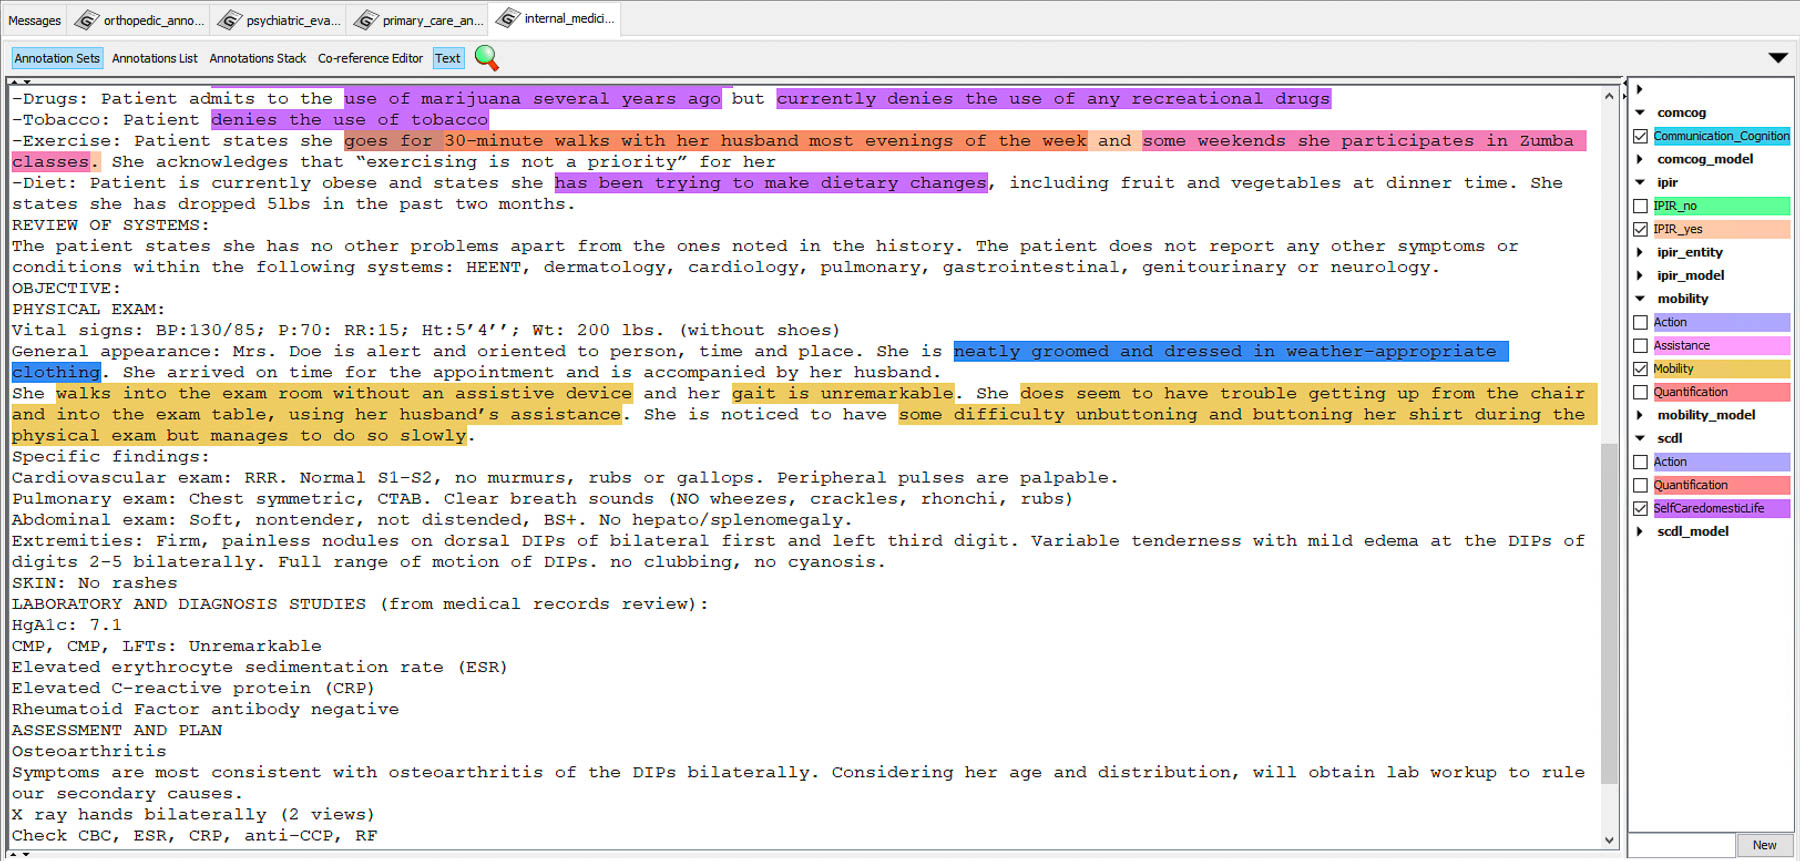 Messages
orthopedic_anno...
psychiatric_eva...
primary_care_an...
internal_medici...
Annotation Sets
Annotations List
Annotations Stack
Co-reference Editor
Text
-Drugs: Patient admits to the use of marijuana several years ago but currently denies the use of any recreational drugs
-Tobacco: Patient denies the use of tobacco
-Exercise: Patient states she goes for 30-minute walks with her husband most evenings of the week and some weekends she participates in Zumba
classes. She acknowledges that “exercising is not a priority” for her
-Diet: Patient is currently obese and states she has been trying to make dietary changes, including fruit and vegetables at dinner time. She
states she has dropped 5lbs in the past two months.
REVIEW OF SYSTEMS:
The patient states she has no other problems apart from the ones noted in the history. The patient does not report any other symptoms or
conditions within the following systems: HEENT, dermatology, cardiology, pulmonary, gastrointestinal, genitourinary or neurology.
OBJECTIVE:
PHYSICAL EXAM:
Vital signs: BP:130/85; P:70: RR:15; Ht:5’4’’; Wt: 200 lbs. (without shoes)
General appearance: Mrs. Doe is alert and oriented to person, time and place. She is neatly groomed and dressed in weather-appropriate
clothing. She arrived on time for the appointment and is accompanied by her husband.
She walks into the exam room without an assistive device and her gait is unremarkable. She does seem to have trouble getting up from the chair
and into the exam table, using her husband’s assistance. She is noticed to have some difficulty unbuttoning and buttoning her shirt during the
physical exam but manages to do so slowly.
Specific findings:
Cardiovascular exam: RRR. Normal S1-S2, no murmurs, rubs or gallops. Peripheral pulses are palpable.
Pulmonary exam: Chest symmetric, CTAB. Clear breath sounds (NO wheezes, crackles, rhonchi, rubs)
Abdominal exam: Soft, nontender, not distended, BS+. No hepato/splenomegaly.
Extremities: Firm, painless nodules on dorsal DIPs of bilateral first and left third digit. Variable tenderness with mild edema at the DIPs of
digits 2-5 bilaterally. Full range of motion of DIPs. no clubbing, no cyanosis.
SKIN: No rashes
LABORATORY AND DIAGNOSIS STUDIES (from medical records review):
HgA1c: 7.1
CMP, CMP, LFTs: Unremarkable
Elevated erythrocyte sedimentation rate (ESR)
Elevated C-reactive protein (CRP)
Rheumatoid Factor antibody negative
ASSESSMENT AND PLAN
Osteoarthritis
Symptoms are most consistent with osteoarthritis of the DIPs bilaterally. Considering her age and distribution, will obtain lab workup to rule
our secondary causes.
X ray hands bilaterally (2 views)
Check CBC, ESR, CRP, anti-CCP, RF
comcog
Communication_Cognition
comcog_model
ipir
IPIR_no
IPIR_yes
ipir_entity
ipir_model
mobility
Action
Assistance
Mobility
Quantification
mobility_model
scdl
Action
Quantification
SelfCaredomesticLife
scdl_model
New